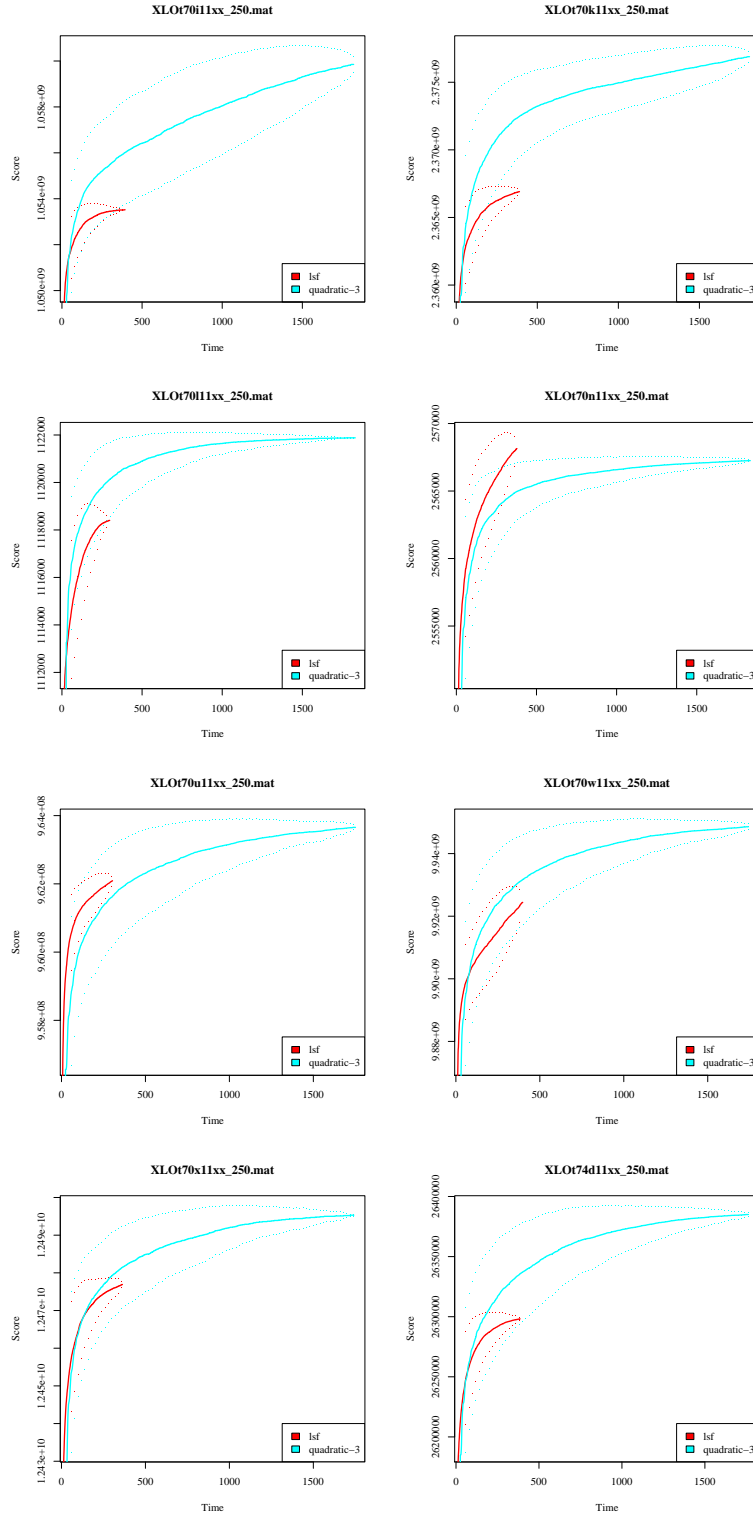 XLOt70i11xx_250.mat
Score
1.050e+09
1.054e+09
1.058e+09
lsf
quadratic−3
0
500
1000
1500
Time
XLOt70k11xx_250.mat
Score
2.360e+09
2.365e+09
2.370e+09
2.375e+09
lsf
quadratic−3
0
500
1000
1500
Time
XLOt70l11xx_250.mat
Score
1112000
1114000
1116000
1118000
1120000
1122000
lsf
quadratic−3
0
500
1000
1500
Time
XLOt70n11xx_250.mat
Score
2555000
2560000
2565000
2570000
lsf
quadratic−3
0
500
1000
1500
Time
XLOt70u11xx_250.mat
Score
9.58e+08
9.60e+08
9.62e+08
9.64e+08
lsf
quadratic−3
0
500
1000
1500
Time
XLOt70w11xx_250.mat
Score
9.88e+09
9.90e+09
9.92e+09
9.94e+09
lsf
quadratic−3
0
500
1000
1500
Time
XLOt70x11xx_250.mat
Score
1.243e+10
1.245e+10
1.247e+10
1.249e+10
lsf
quadratic−3
0
500
1000
1500
Time
XLOt74d11xx_250.mat
Score
26200000
26250000
26300000
26350000
26400000
lsf
quadratic−3
0
500
1000
1500
Time